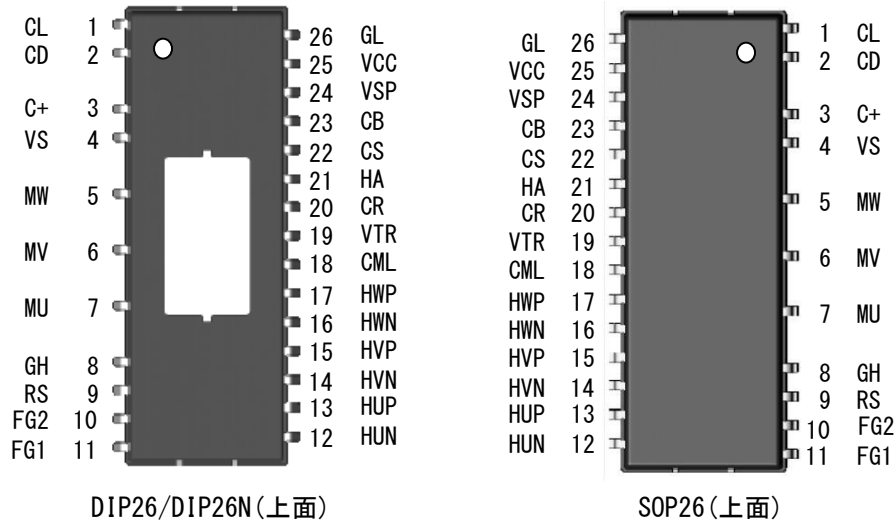 CL 1
CD 2
C+ 3
VS 4
MW 5
MV 6
MU 7
GH 8
RS 9
FG2 10
FG1 11
26 GL
25 VCC
24 VSP
23 CB
22 CS
21 HA
20 CR
19 VTR
18 CML
17 HWP
16 HWN
15 HVP
14 HVN
13 HUP
12 HUN
DIP26/DIP26N(上面)
GL 26
VCC 25
VSP 24
CB 23
CS 22
HA 21
CR 20
VTR 19
CML 18
HWP 17
HWN 16
HVP 15
HVN 14
HUP 13
HUN 12
1 CL
2 CD
3 C+
4 VS
5 MW
6 MV
7 MU
8 GH
9 RS
10 FG2
11 FG1
SOP26(上面)